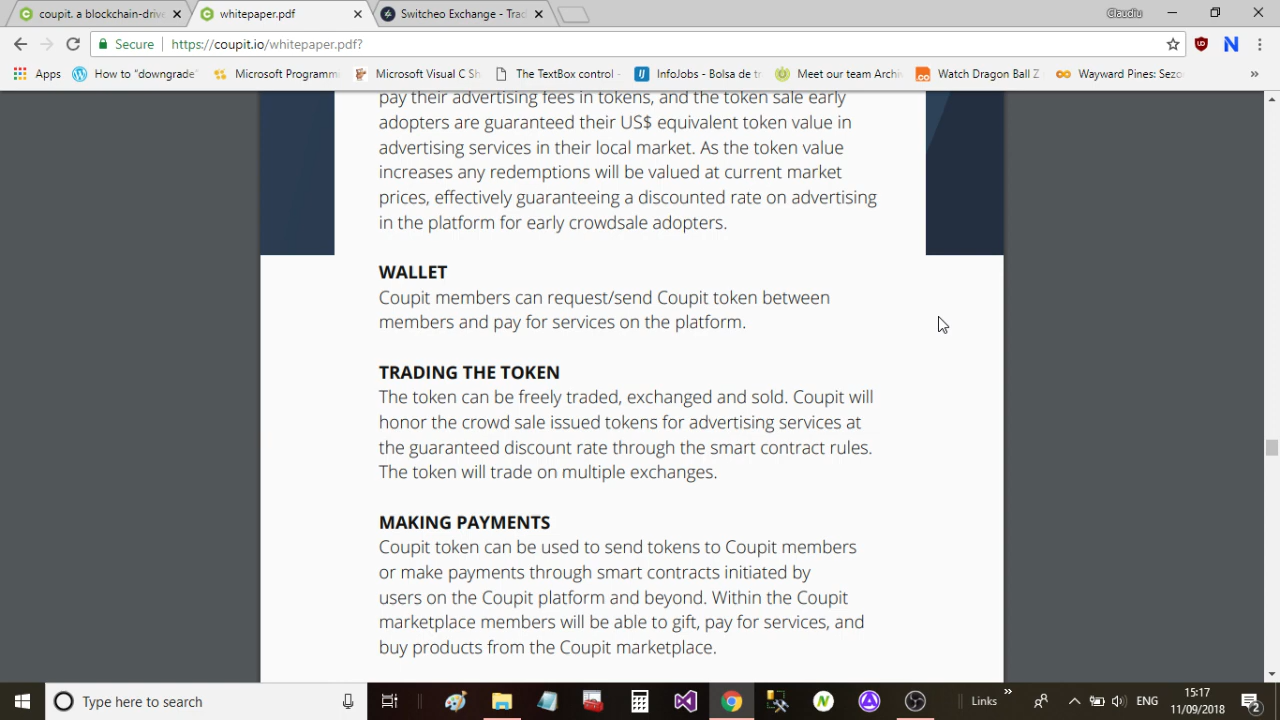 coupit. a blockchain-drive
whitepaper.pdf
Switcheo Exchange - Trac
Claudiu
Secure
https://coupit.io/whitepaper.pdf?
Apps
How to "downgrade"
Microsoft Programm
Microsoft Visual C Sh
The TextBox control -
InfoJobs - Bolsa de tr
Meet our team Archi
Watch Dragon Ball Z
Wayward Pines: Sezo
pay their advertising fees in tokens, and the token sale early
adopters are guaranteed their US$ equivalent token value in
advertising services in their local market. As the token value
increases any redemptions will be valued at current market
prices, effectively guaranteeing a discounted rate on advertising
in the platform for early crowdsale adopters.
WALLET
Coupit members can request/send Coupit token between
members and pay for services on the platform.
TRADING THE TOKEN
The token can be freely traded, exchanged and sold. Coupit will
honor the crowd sale issued tokens for advertising services at
the guaranteed discount rate through the smart contract rules.
The token will trade on multiple exchanges.
MAKING PAYMENTS
Coupit token can be used to send tokens to Coupit members
or make payments through smart contracts initiated by
users on the Coupit platform and beyond. Within the Coupit
marketplace members will be able to gift, pay for services, and
buy products from the Coupit marketplace.
Type here to search
Links
ENG
15:17
11/09/2018
2